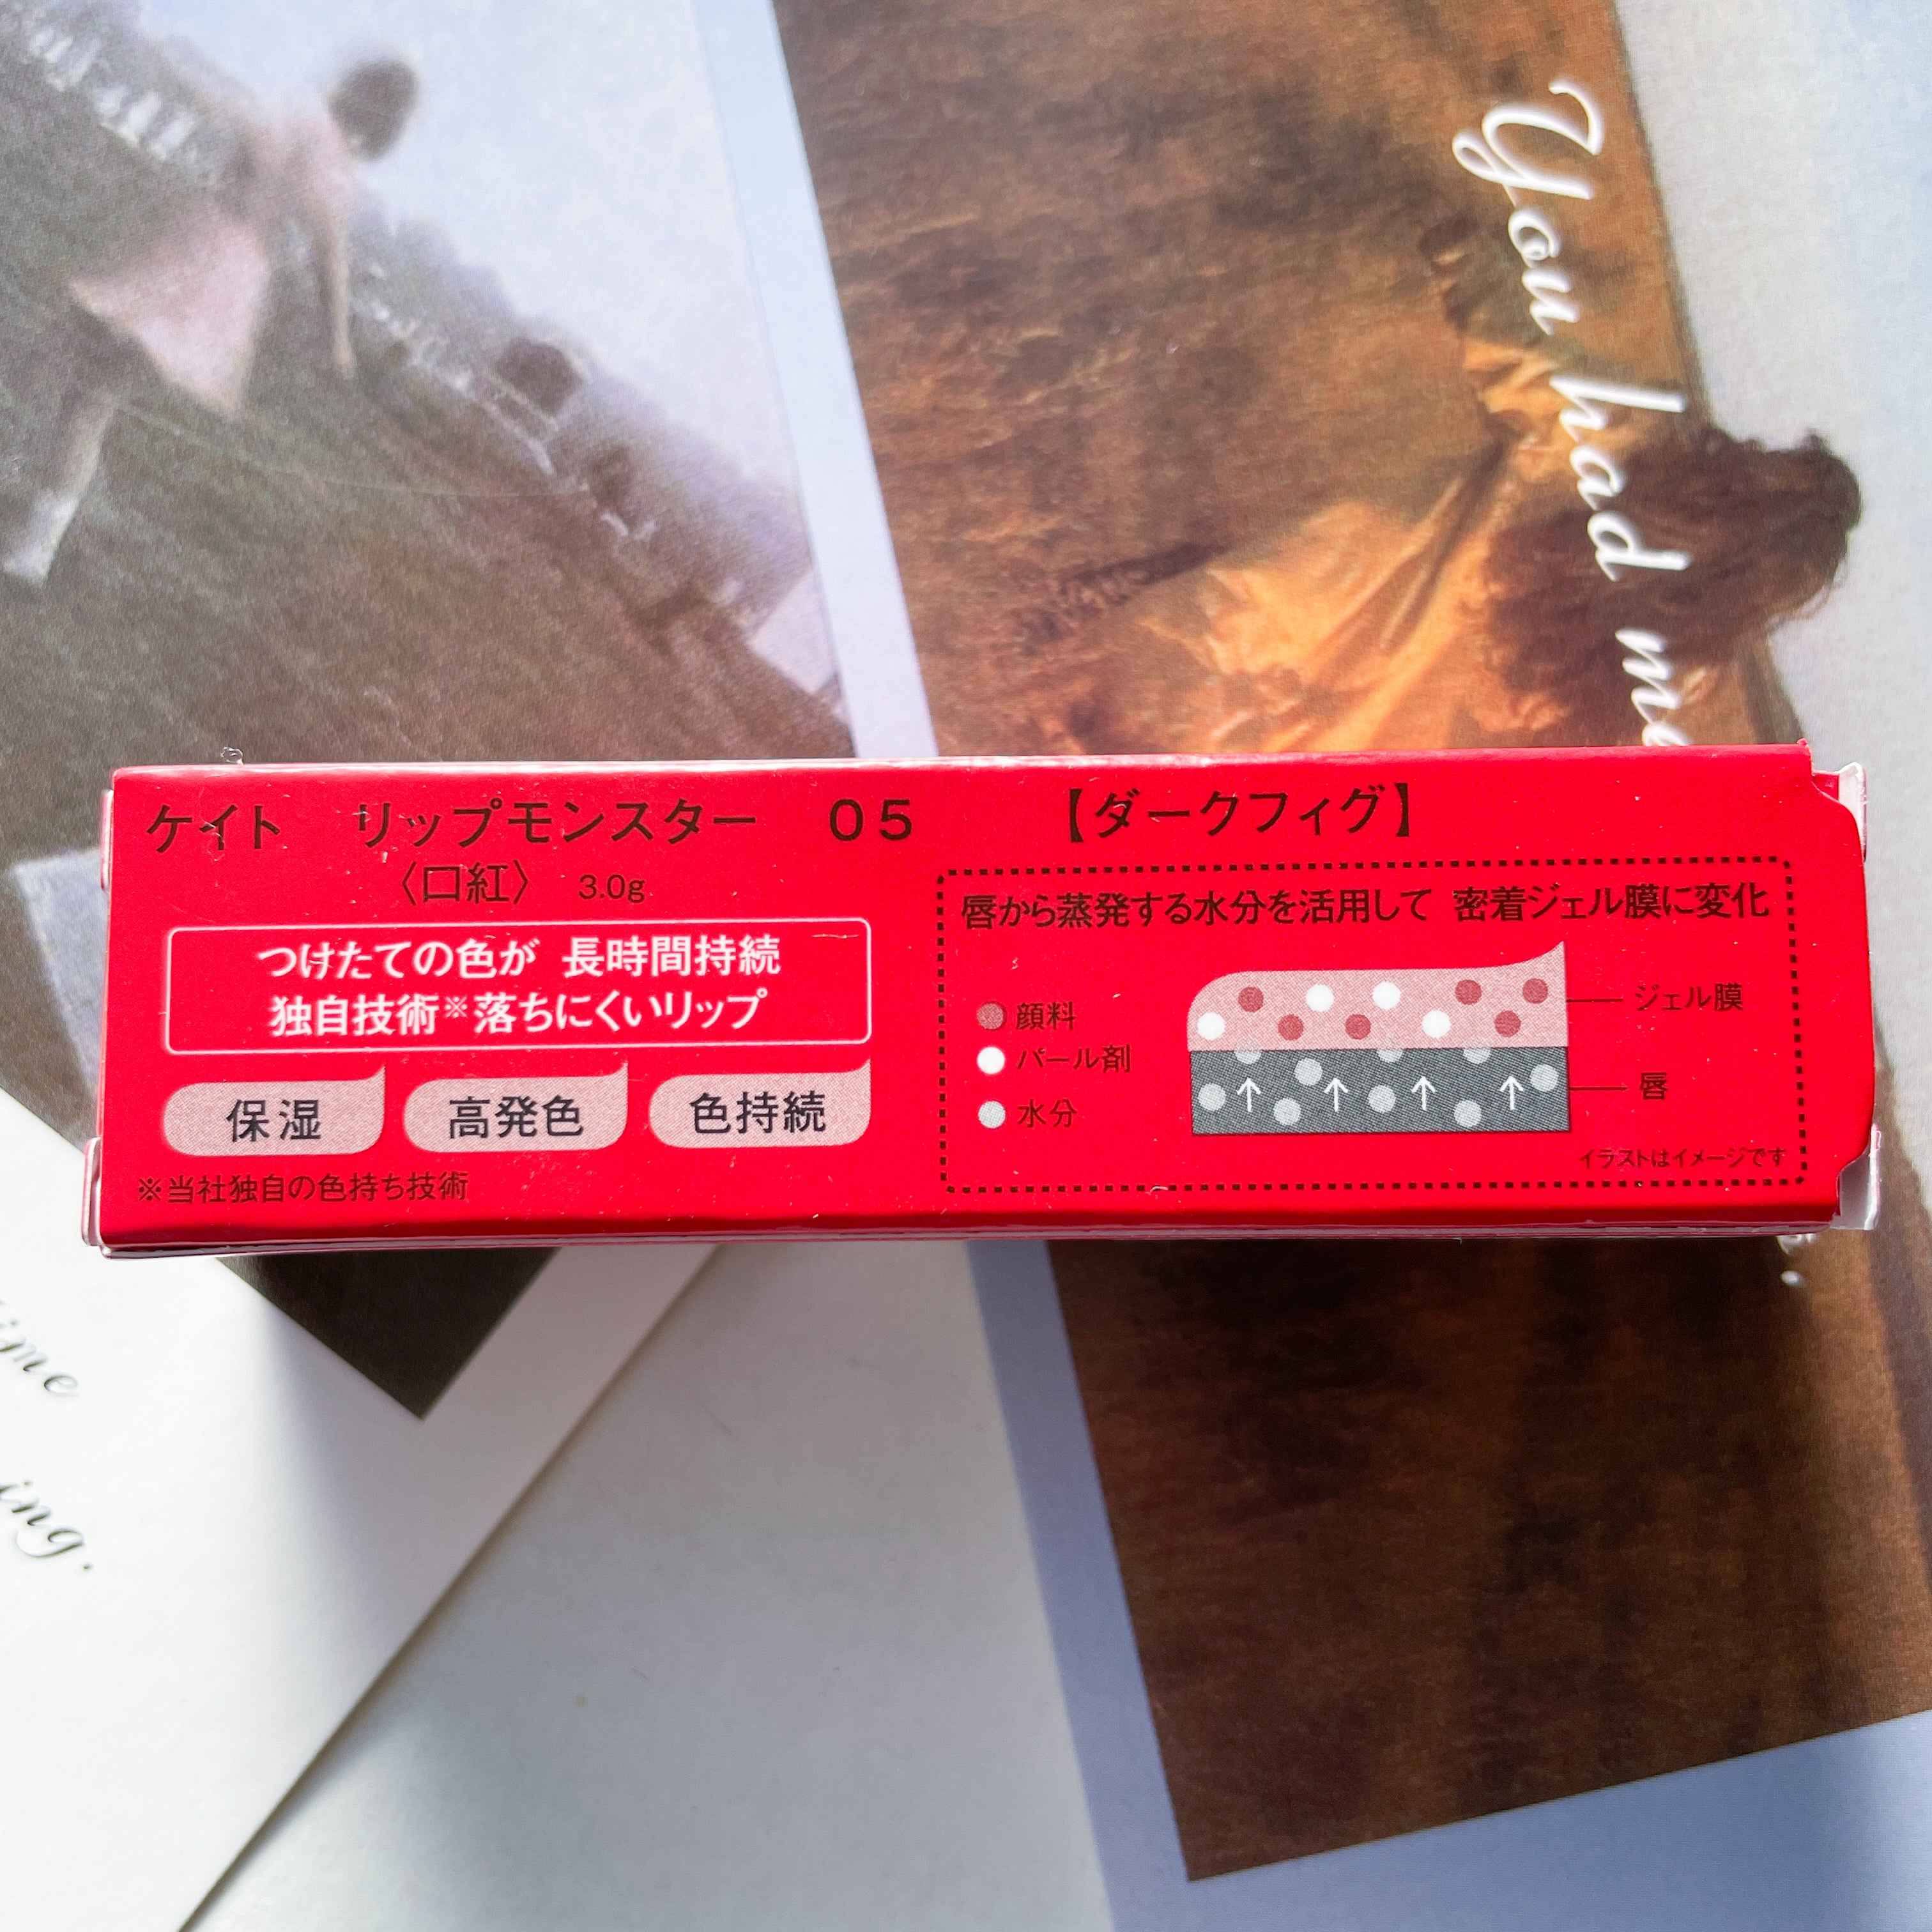 You had me
ケイト リップモンスター 05 【ダークフィグ】
〈口紅〉 3.0g
つけたての色が 長時間持続
独自技術※落ちにくいリップ
保湿
高発色
色持続
※当社独自の色持ち技術
唇から蒸発する水分を活用して 密着ジェル膜に変化
顔料
パール剤
水分
ジェル膜
唇
イラストはイメージです